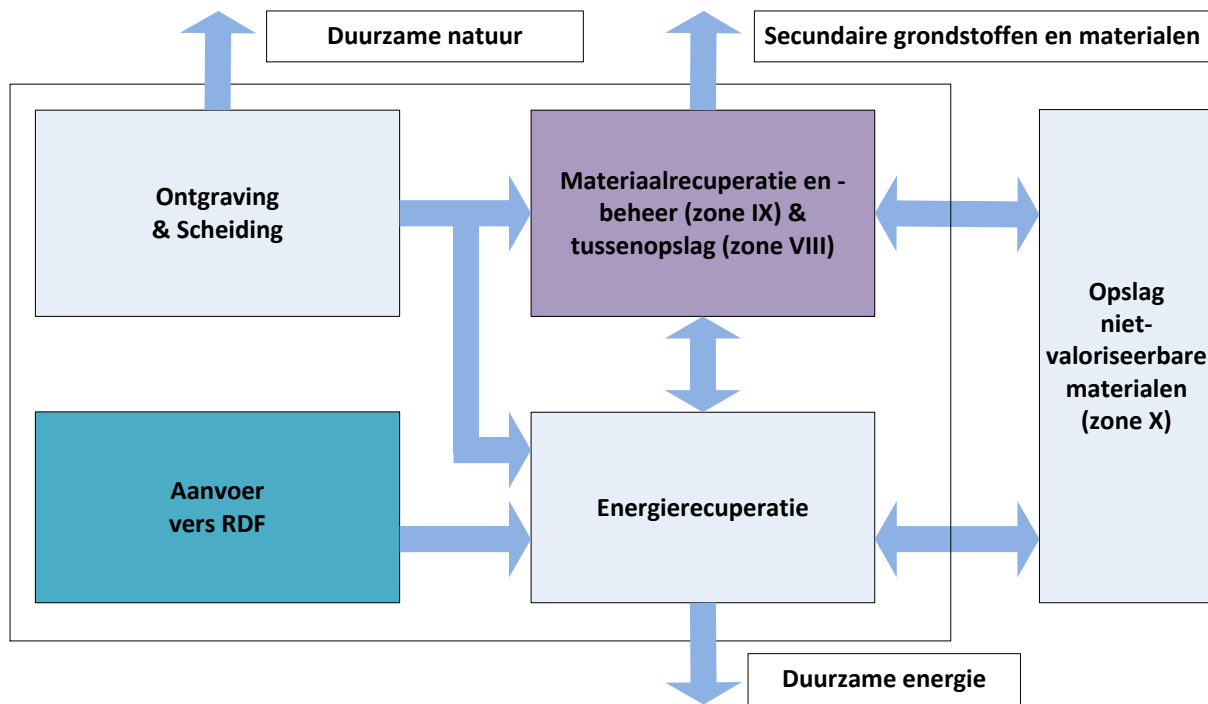 Duurzame natuur
Secundaire grondstoffen en materialen
Ontgraving
& Scheiding
Materiaalrecuperatie en -
beheer (zone IX) &
tussenopslag (zone VIII)
Opslag
niet-
valoriseerbare
materialen
(zone X)
Aanvoer
vers RDF
Energierecuperatie
Duurzame energie